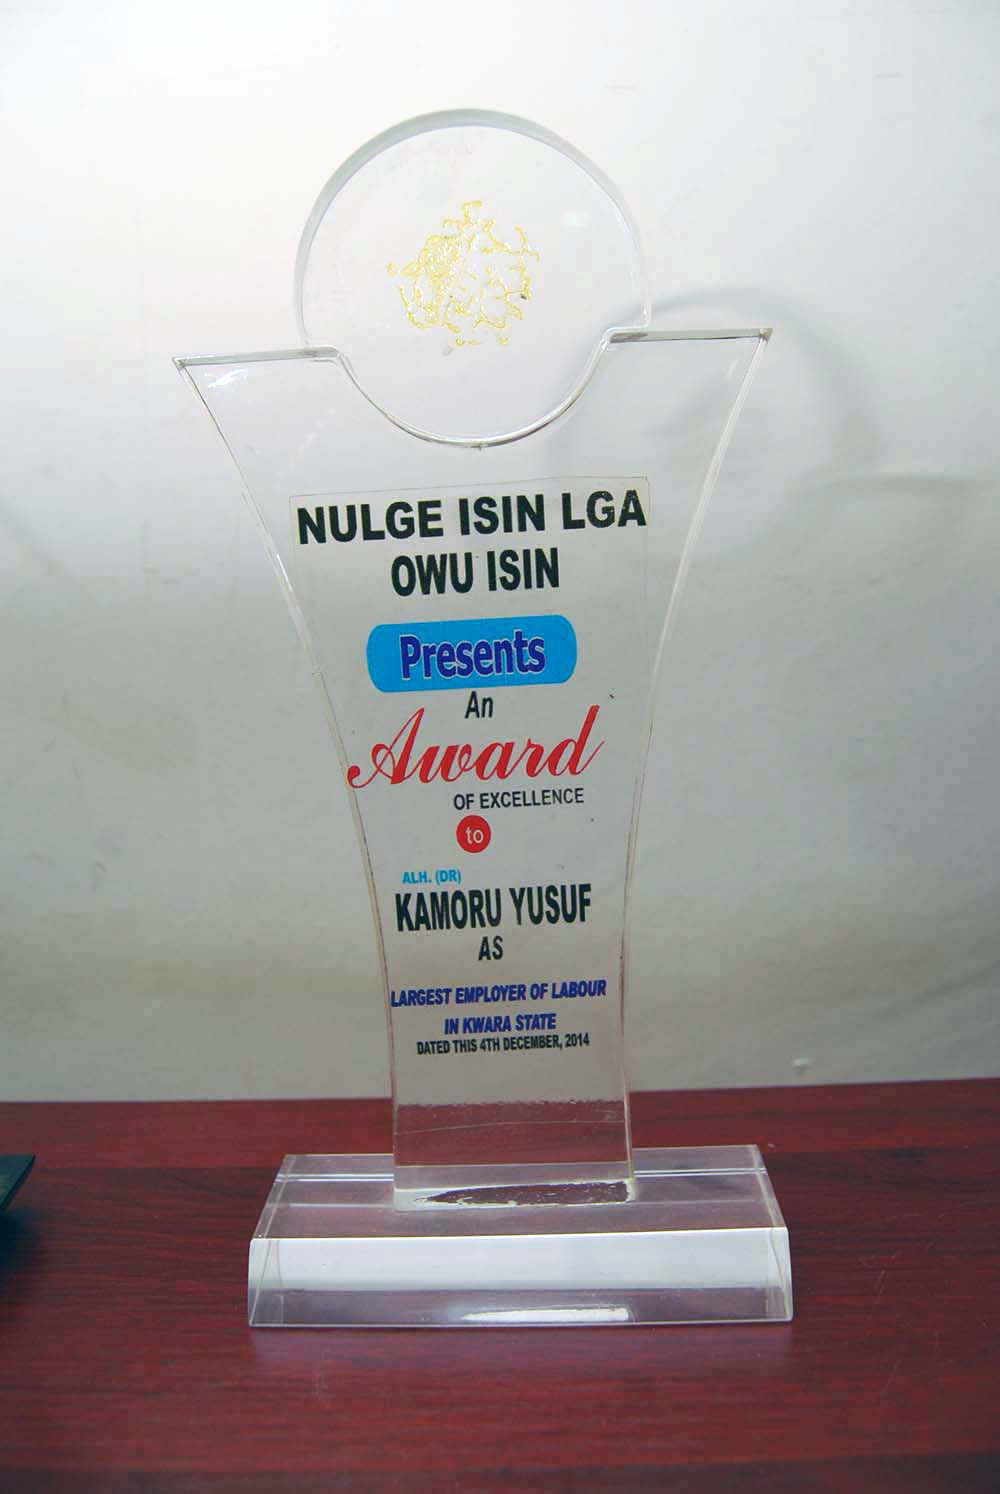 NULGE ISIN LGA
OWU ISIN
Presents
An
Award
OF EXCELLENCE
to
ALH. (DR)
KAMORU YUSUF
AS
LARGEST EMPLOYER OF LABOUR
IN KWARA STATE
DATED THIS 4TH DECEMBER, 2014